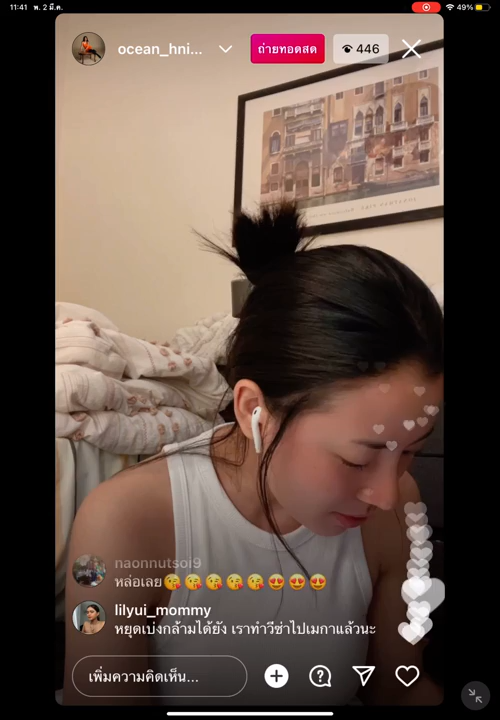 11:41 พ. 2 มี.ค.
49%
ocean_hni...
ถ่ายทอดสด
446
naonnutsoi9
หล่อเลย😘😘😘😘😘😍😍😍
lilyui_mommy
หยุดเบ่งกล้ามได้ยัง เราทำวีซ่าไปเมกาแล้วนะ
เพิ่มความคิดเห็น...